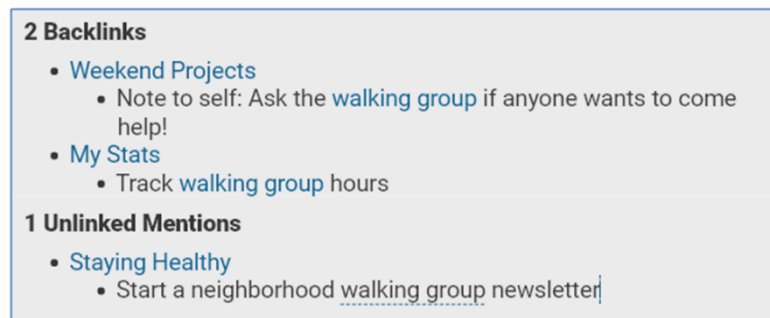 2 Backlinks
Weekend Projects
Note to self: Ask the walking group if anyone wants to come
help!
My Stats
Track walking group hours
1 Unlinked Mentions
Staying Healthy
Start a neighborhood walking group newsletter